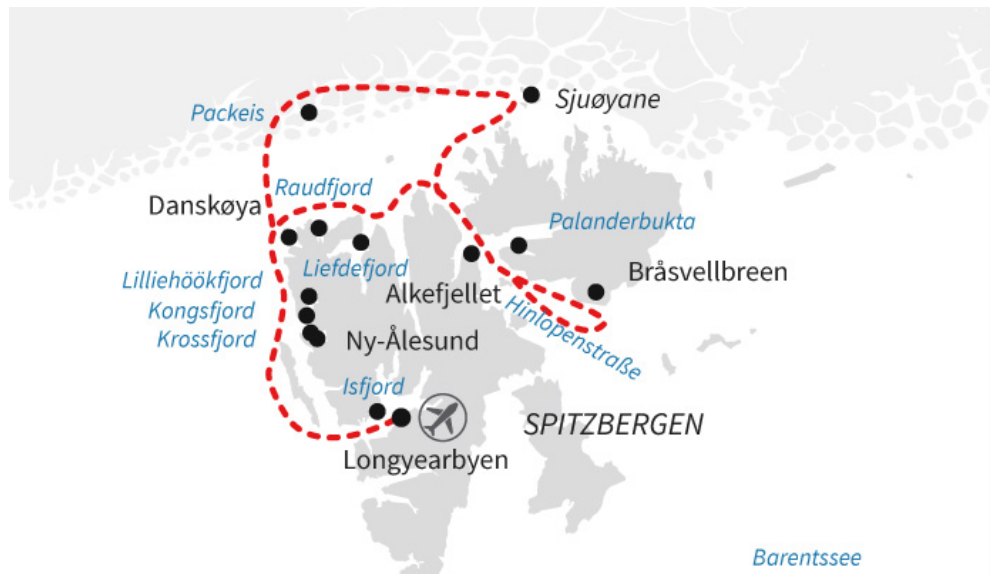 Packeis
Sjuøyane
Raudfjord
Danskøya
Palanderbukta
Lilliehöökfjord
Liefdefjord
Bråsvellbreen
Alkefjellet
Kongsfjord
Hinlopenstraße
Krossfjord
Ny-Ålesund
Isfjord
SPITZBERGEN
Longyearbyen
Barentssee